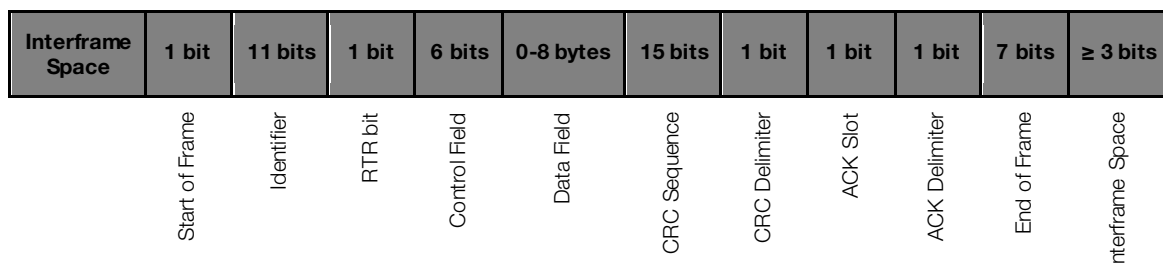 Interframe
Space
1 bit
11 bits
1 bit
6 bits
0-8 bytes
15 bits
1 bit
1 bit
1 bit
7 bits
≥ 3 bits
Start of Frame
Identifier
RTR bit
Control Field
Data Field
CRC Sequence
CRC Delimiter
ACK Slot
ACK Delimiter
End of Frame
nterframe Space